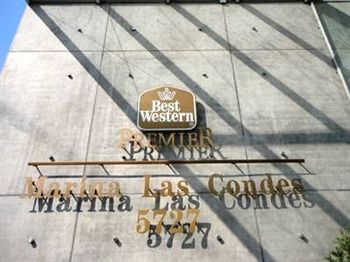 Best
Western
PREMIER
Marina Las Condes
5727